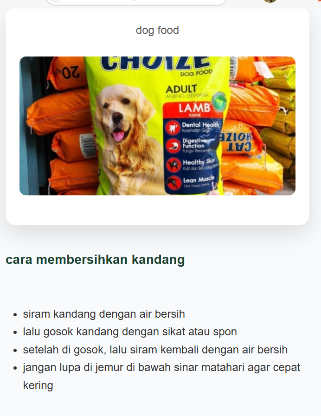 dog food
CHOIZE
DOG FOOD
ADULT
LAMB
Dental Health
Digestive
Function
Healthy Skin
Lean Muscle
20
CHOIZE
cara membersihkan kandang
siram kandang dengan air bersih
lalu gosok kandang dengan sikat atau spon
setelah di gosok, lalu siram kembali dengan air bersih
jangan lupa di jemur di bawah sinar matahari agar cepat
kering